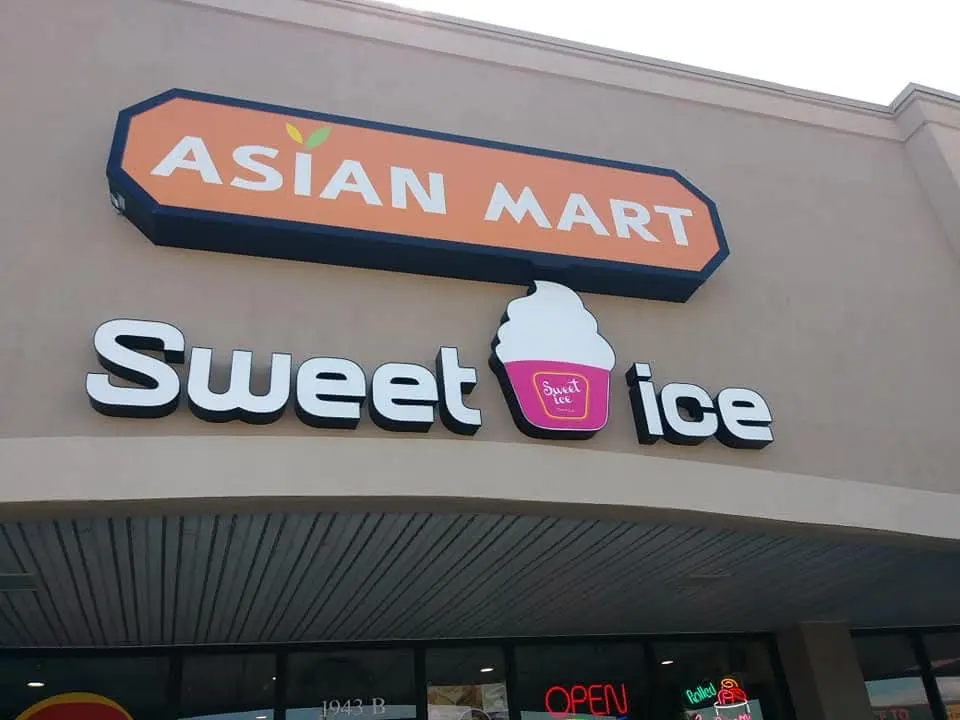 ASIAN MART
Sweet ice
Sweet
ice
1943 B
OPEN
Rolled